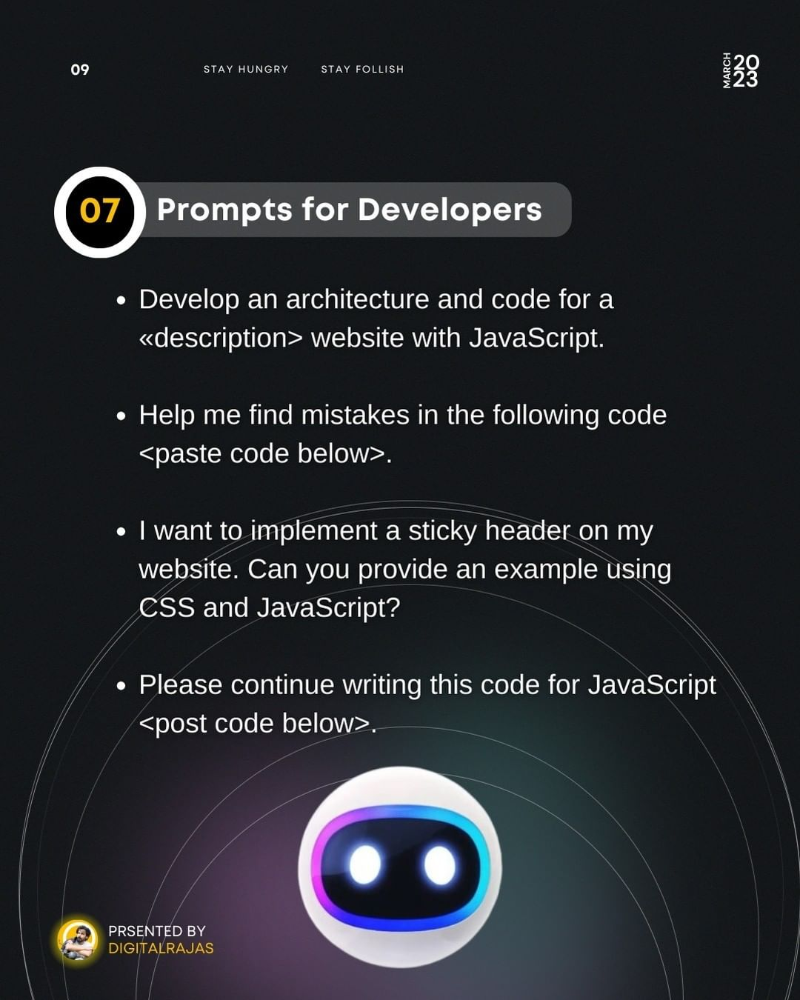 09
STAY HUNGRY
STAY FOLLISH
MARCH
20
23
07
Prompts for Developers
• Develop an architecture and code for a
«description> website with JavaScript.
• Help me find mistakes in the following code
<paste code below>.
• I want to implement a sticky header on my
website. Can you provide an example using
CSS and JavaScript?
• Please continue writing this code for JavaScript
<post code below>.
PRSENTED BY
DIGITALRAJAS